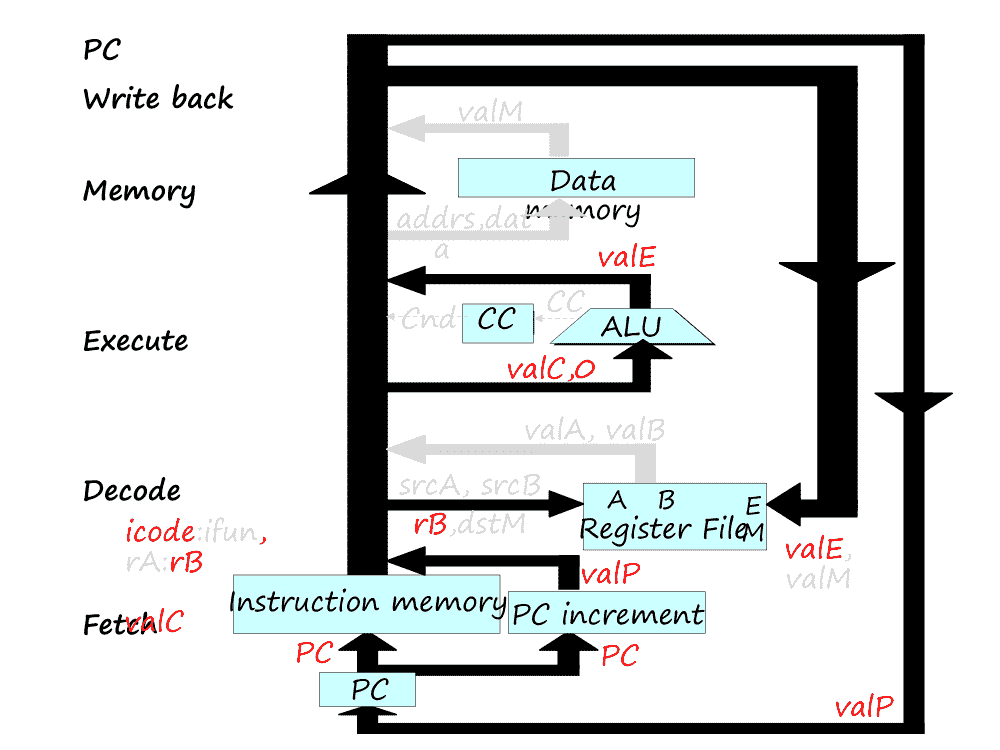 PC
Write back
valM
Data
memory
Memory
addrs,dat
a
valE
CC
Cnd
CC
ALU
Execute
valC,0
valA, valB
srcA, srcB
Decode
A B
E
Register File
M
rB,dstM
icode:ifun,
rA:rB
valE,
valM
valP
Instruction memory
PC increment
Fetch
valC
PC
PC
PC
valP